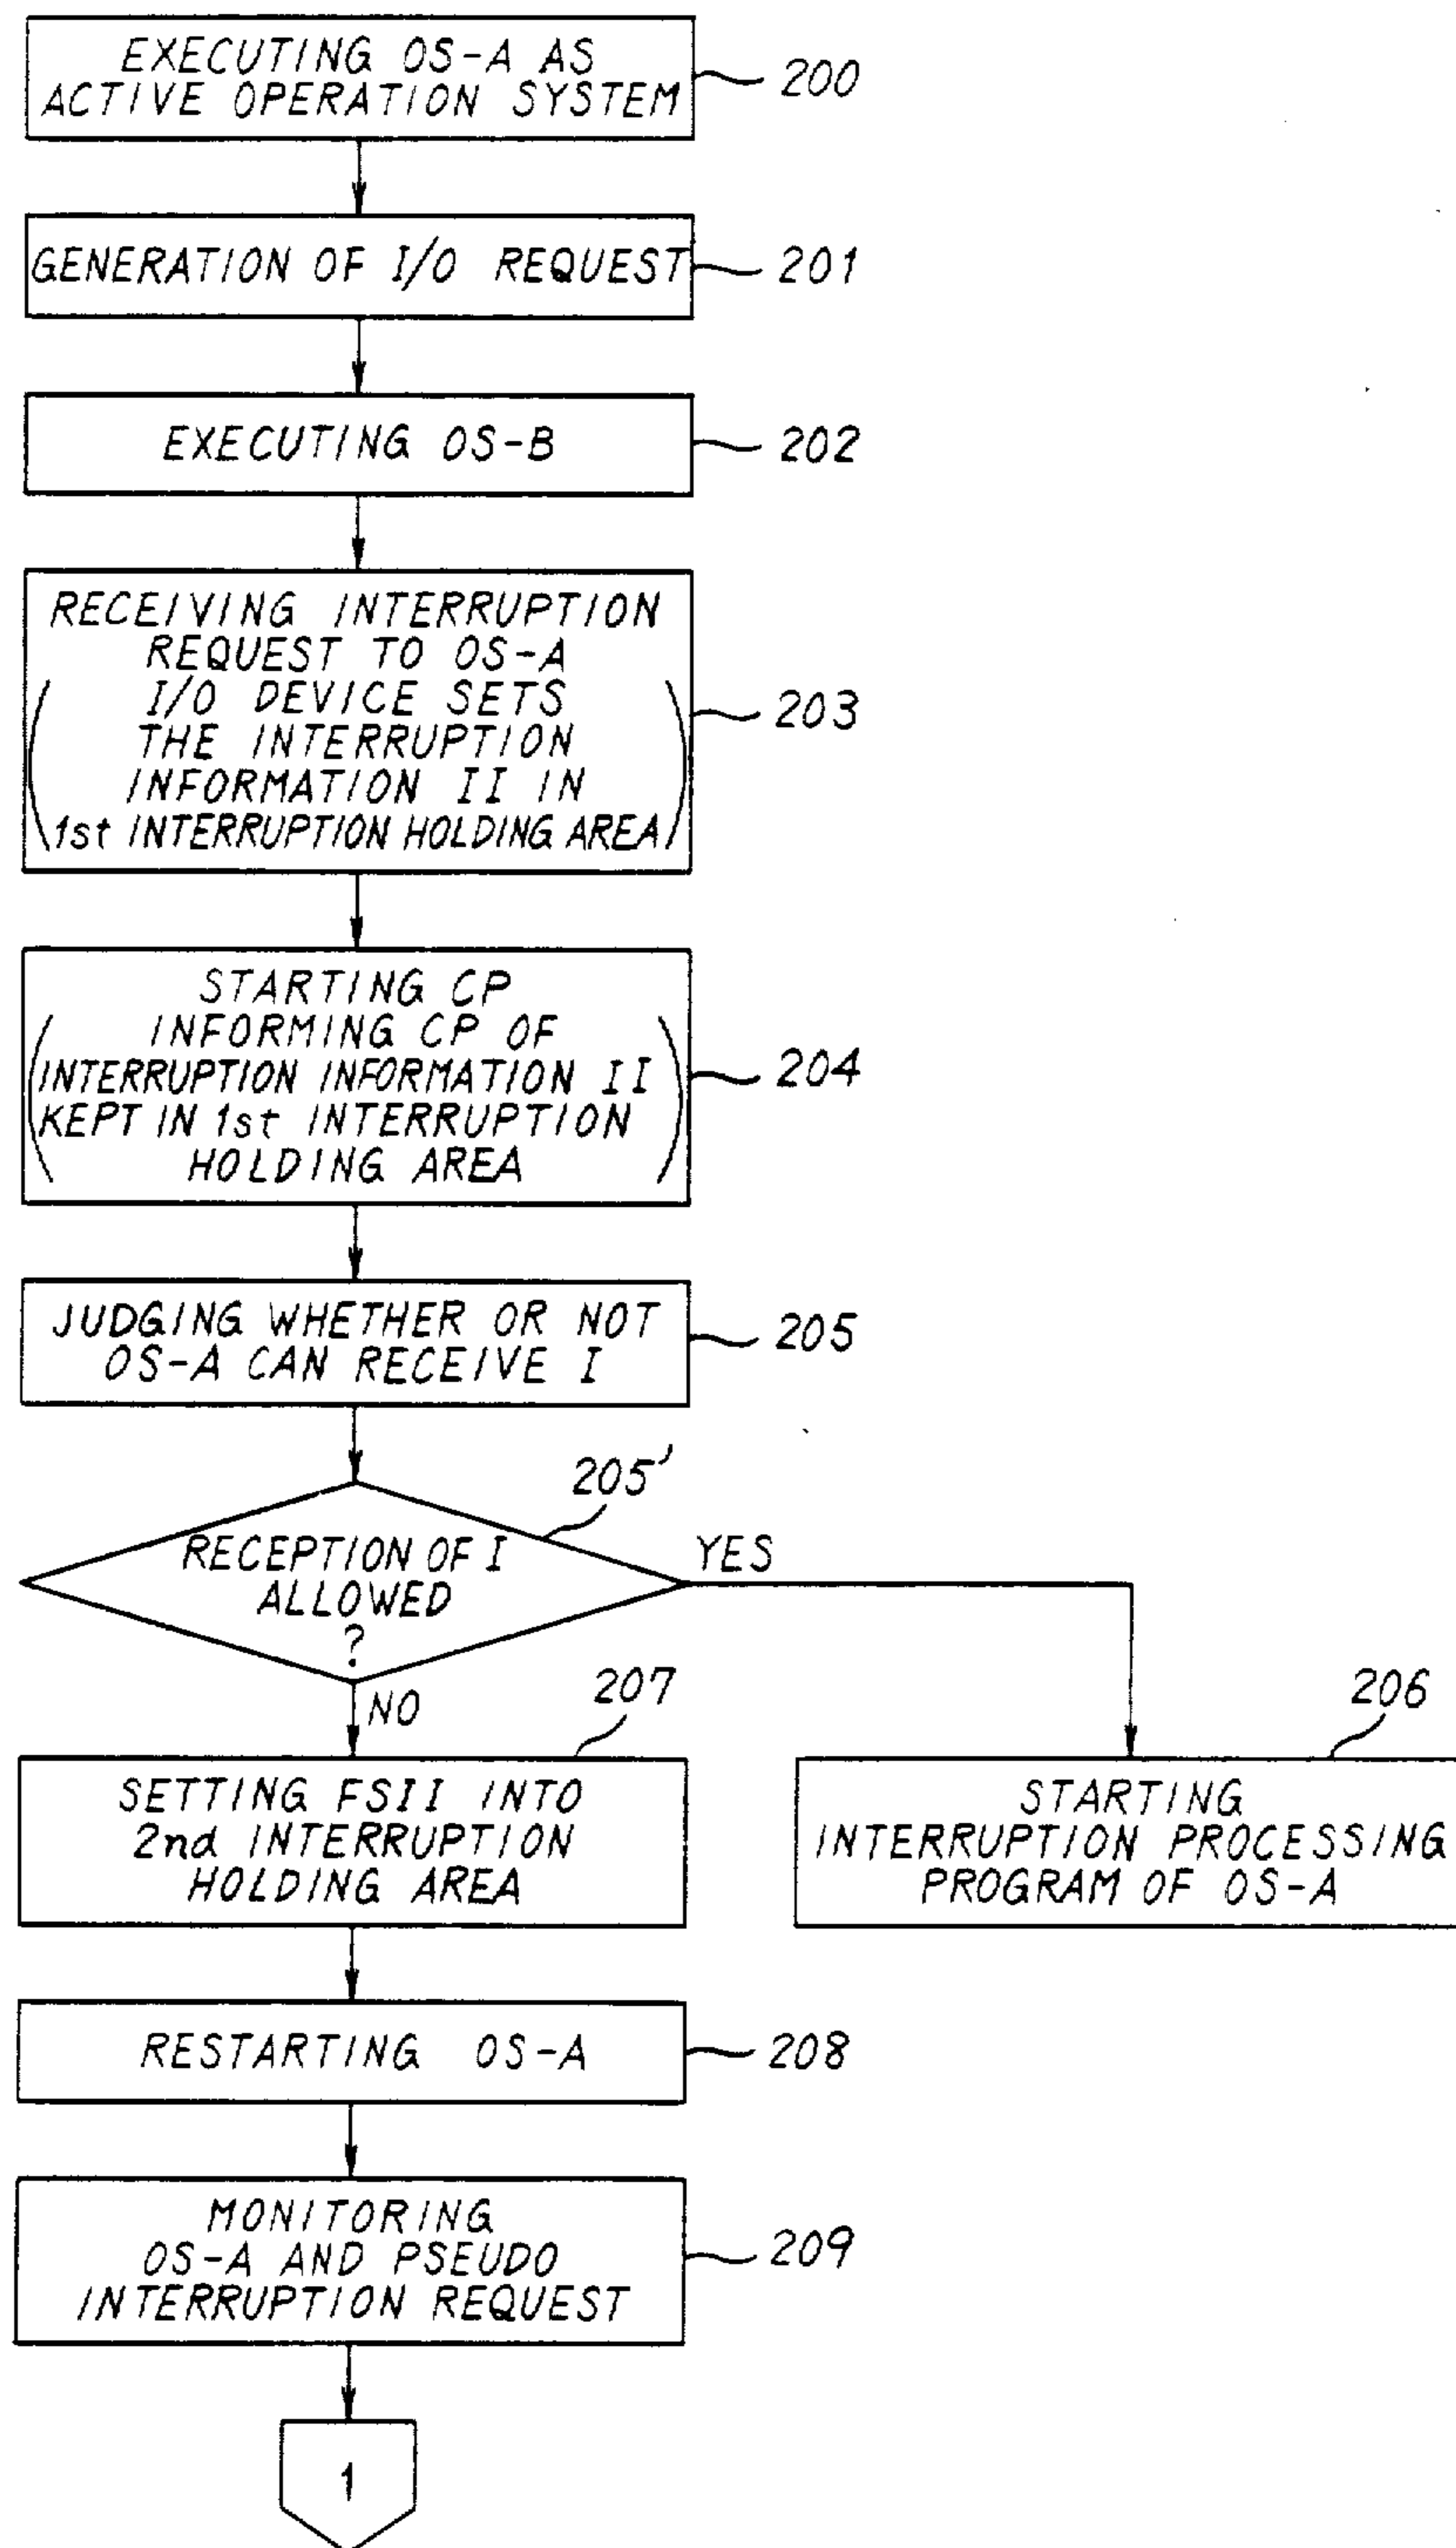 EXECUTING OS-A AS
ACTIVE OPERATION SYSTEM
200
GENERATION OF I/O REQUEST
201
EXECUTING OS-B
202
RECEIVING INTERRUPTION
REQUEST TO OS-A
I/O DEVICE SETS
THE INTERRUPTION
INFORMATION II IN
1st INTERRUPTION HOLDING AREA
203
STARTING CP
INFORMING CP OF
INTERRUPTION INFORMATION II
KEPT IN 1st INTERRUPTION
HOLDING AREA
204
JUDGING WHETHER OR NOT
OS-A CAN RECEIVE I
205
205'
RECEPTION OF I
ALLOWED
?
YES
NO
207
SETTING FSII INTO
2nd INTERRUPTION
HOLDING AREA
206
STARTING
INTERRUPTION PROCESSING
PROGRAM OF OS-A
RESTARTING OS-A
208
MONITORING
OS-A AND PSEUDO
INTERRUPTION REQUEST
209
1